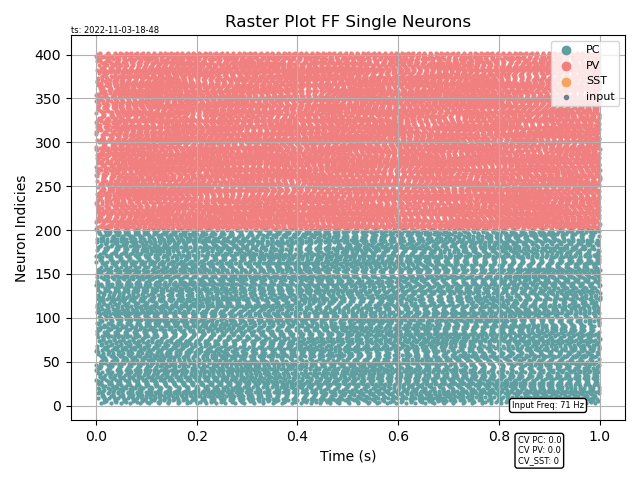 Raster Plot FF Single Neurons
ts: 2022-11-03-18-48
PC
PV
SST
input
400
350
300
250
200
150
100
50
0
Neuron Indicies
Input Freq: 71 Hz
0.0 0.2 0.4 0.6 0.8 1.0
Time (s)
CV PC: 0.0
CV PV: 0.0
CV_SST: 0